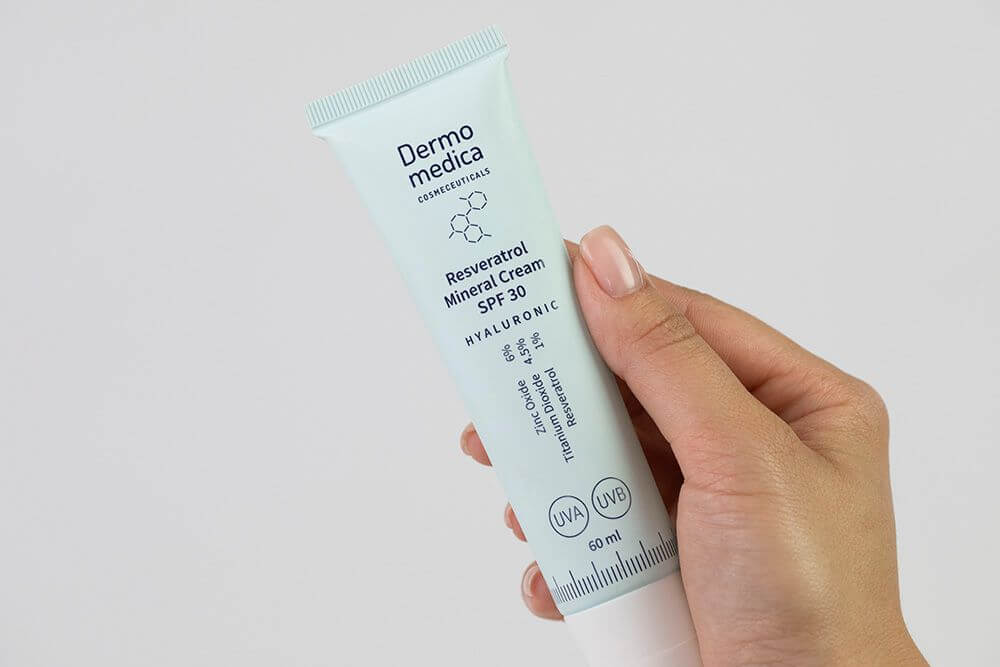 Dermo
medica
COSMECEUTICALS
Resveratrol
Mineral Cream
SPF 30
HYALURONIC
Zinc Oxide 6%
Titanium Dioxide 4.5%
Resveratrol 1%
UVA UVB
60 ml